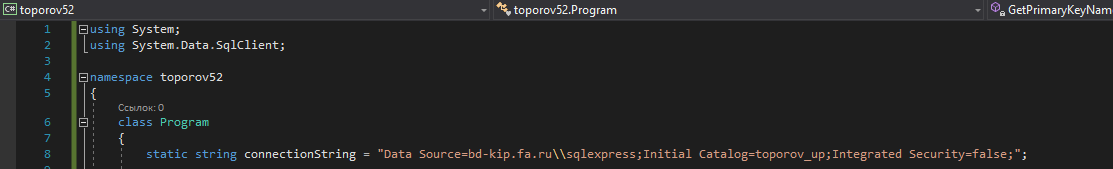 C# toporov52
toporov52.Program
GetPrimaryKeyNam
1 using System;
2 using System.Data.SqlClient;
3
4 namespace toporov52
5 {
Ссылок: 0
6 class Program
7 {
8 static string connectionString = "Data Source=bd-kip.fa.ru\\sqlexpress;Initial Catalog=toporov_up;Integrated Security=false;";